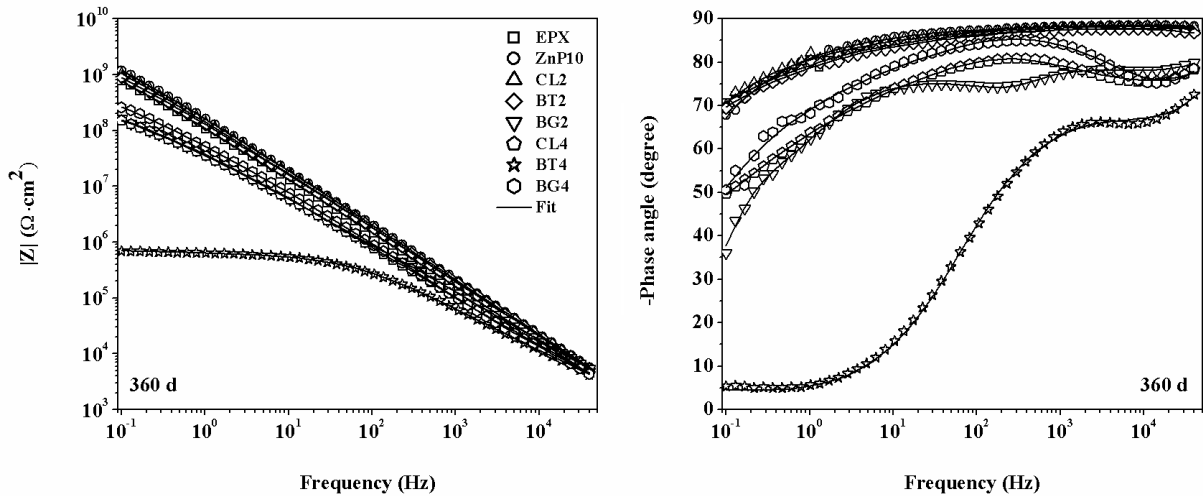 10^10
10^9
10^8
10^7
10^6
10^5
10^4
10^3
|Z| (Ω·cm^2)
EPX
ZnP10
CL2
BT2
BG2
CL4
BT4
BG4
Fit
360 d
10^-1 10^0 10^1 10^2 10^3 10^4
Frequency (Hz)
90
80
70
60
50
40
30
20
10
0
-Phase angle (degree)
360 d
10^-1 10^0 10^1 10^2 10^3 10^4
Frequency (Hz)